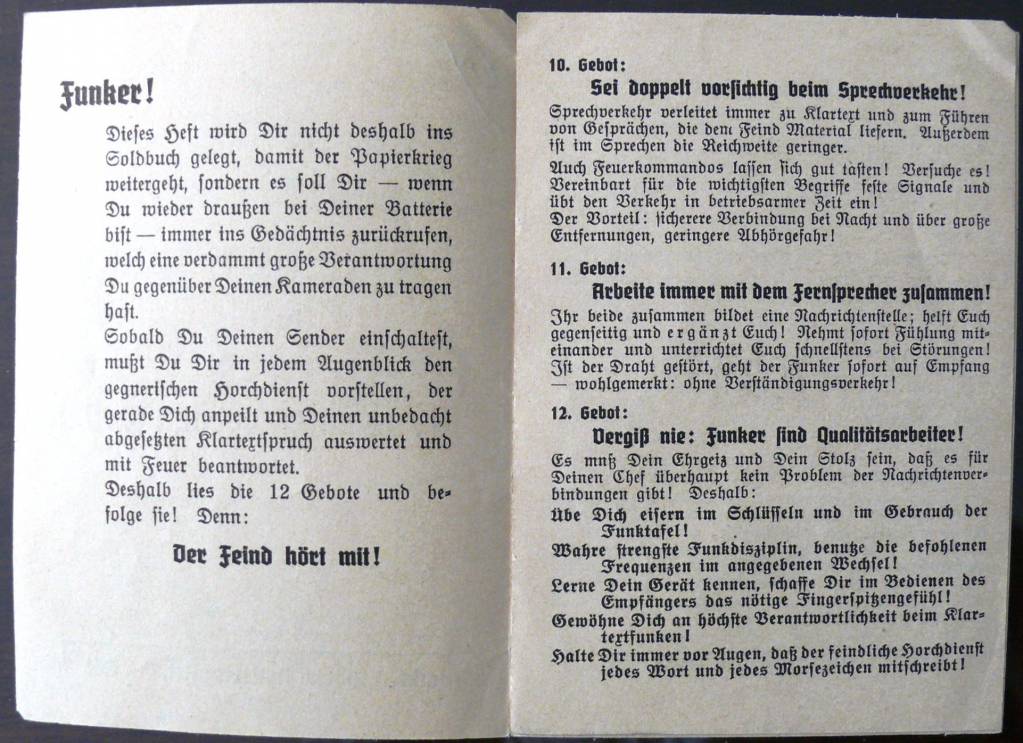 Funker!
Dieses Heft wird Dir nicht deshalb ins
Soldbuch gelegt, damit der Papierkrieg
weitergeht, sondern es soll Dir — wenn
Du wieder draußen bei Deiner Batterie
bist — immer ins Gedächtnis zurückrufen,
welch eine verdammt große Verantwortung
Du gegenüber Deinen Kameraden zu tragen
hast.
Sobald Du Deinen Sender einschaltest,
mußt Du Dir in jedem Augenblick den
gegnerischen Horchdienst vorstellen, der
gerade Dich anpeilt und Deinen unbedacht
abgesetzten Klartextspruch auswertet und
mit Feuer beantwortet.
Deshalb lies die 12 Gebote und be-
folge sie! Denn:
Der Feind hört mit!
10. Gebot:
Sei doppelt vorsichtig beim Sprechverkehr!
Sprechverkehr verleitet immer zu Klartext und zum Führen
von Gesprächen, die dem Feind Material liefern. Außerdem
ist im Sprechen die Reichweite geringer.
Auch Feuerkommandos lassen sich gut tasten! Versuche es!
Vereinbart für die wichtigsten Begriffe feste Signale und
übt den Verkehr in betriebsarmer Zeit ein!
Der Vorteil: sicherere Verbindung bei Nacht und über große
Entfernungen, geringere Abhörgefahr!
11. Gebot:
Arbeite immer mit dem Fernsprecher zusammen!
Ihr beide zusammen bildet eine Nachrichtenstelle; helft Euch
gegenseitig und ergänzt Euch! Nehmt sofort Fühlung mit-
einander und unterrichtet Euch schnellstens bei Störungen!
Ist der Draht gestört, geht der Funker sofort auf Empfang
— wohlgemerkt: ohne Verständigungsverkehr!
12. Gebot:
Vergiß nie: Funker sind Qualitätsarbeiter!
Es mnß Dein Ehrgeiz und Dein Stolz sein, daß es für
Deinen Chef überhaupt kein Problem der Nachrichtenver-
bindungen gibt! Deshalb:
Übe Dich eisern im Schlüsseln und im Gebrauch der
Funktafel!
Wahre strengste Funkdisziplin, benutze die befohlenen
Frequenzen im angegebenen Wechsel!
Lerne Dein Gerät kennen, schaffe Dir im Bedienen des
Empfängers das nötige Fingerspitzengefühl!
Gewöhne Dich an höchste Verantwortlichkeit beim Klar-
textfunken!
Halte Dir immer vor Augen, daß der feindliche Horchdienst
jedes Wort und jedes Morsezeichen mitschreibt!